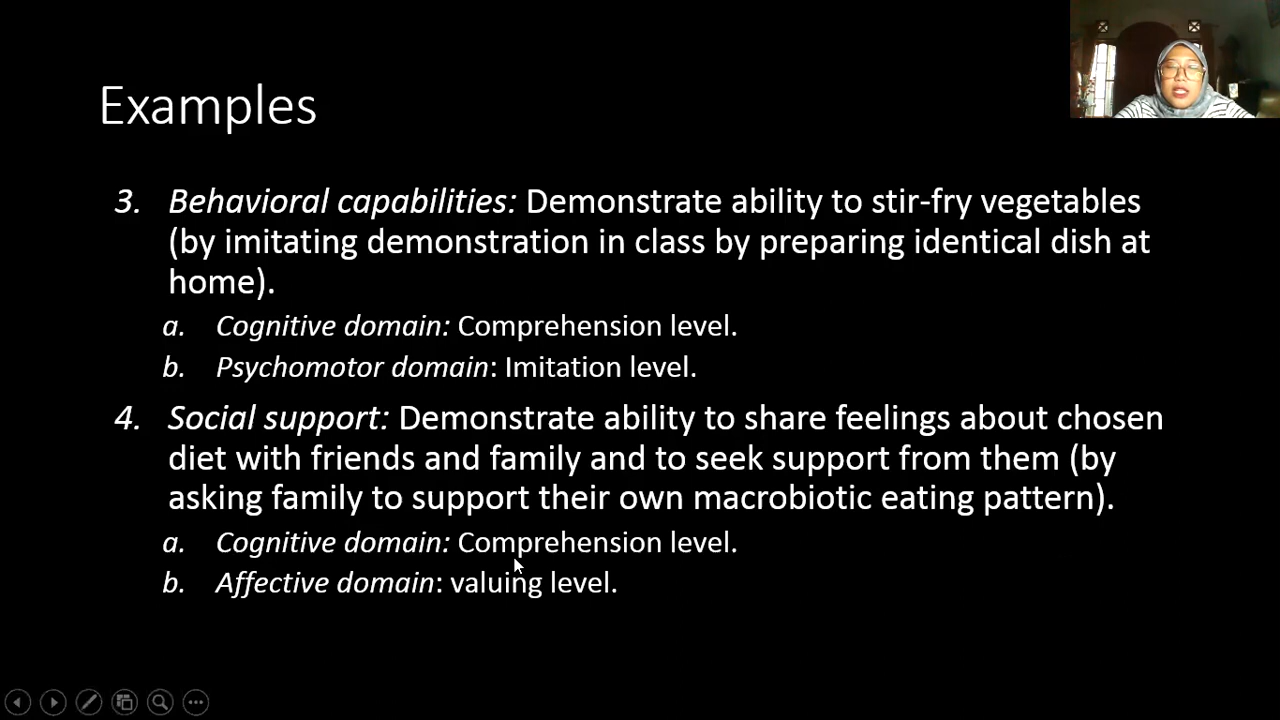 Examples
3. Behavioral capabilities: Demonstrate ability to stir-fry vegetables
(by imitating demonstration in class by preparing identical dish at
home).
a. Cognitive domain: Comprehension level.
b. Psychomotor domain: Imitation level.
4. Social support: Demonstrate ability to share feelings about chosen
diet with friends and family and to seek support from them (by
asking family to support their own macrobiotic eating pattern).
a. Cognitive domain: Comprehension level.
b. Affective domain: valuing level.